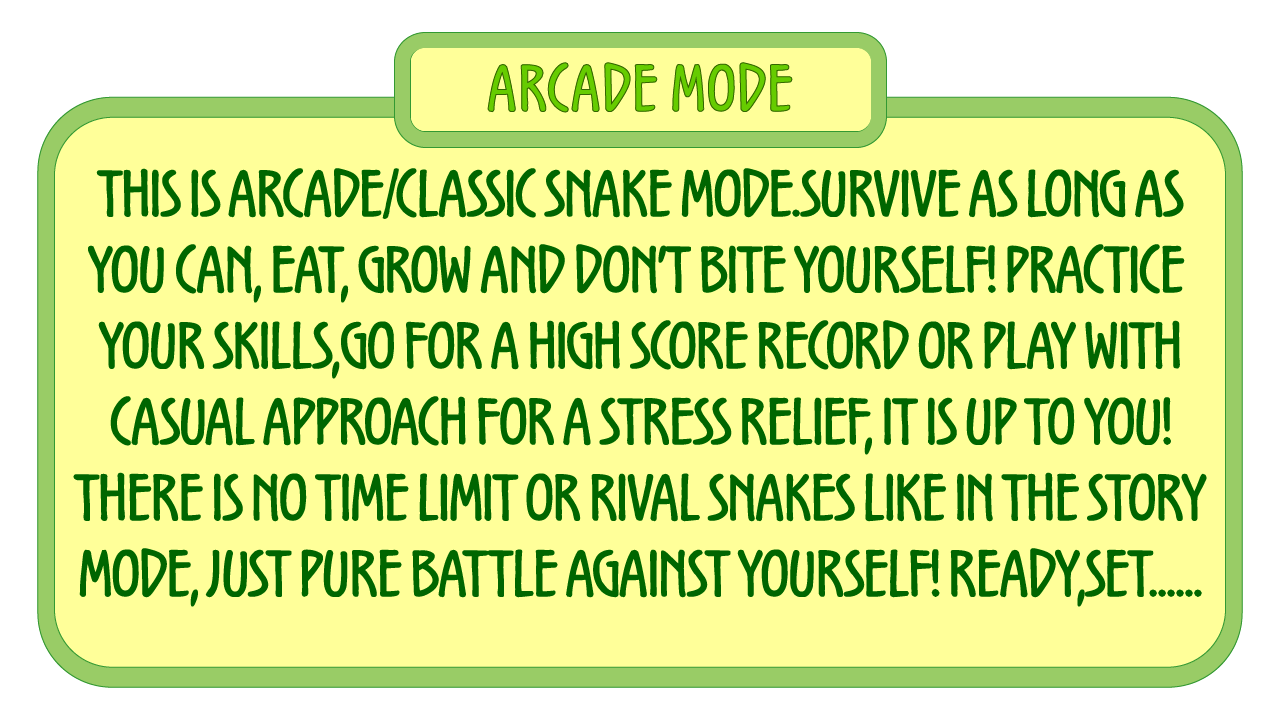 ARCADE MODE
THIS IS ARCADE/CLASSIC SNAKE MODE.SURVIVE AS LONG AS
YOU CAN, EAT, GROW AND DON'T BITE YOURSELF! PRACTICE
YOUR SKILLS,GO FOR A HIGH SCORE RECORD OR PLAY WITH
CASUAL APPROACH FOR A STRESS RELIEF, IT IS UP TO YOU!
THERE IS NO TIME LIMIT OR RIVAL SNAKES LIKE IN THE STORY
MODE, JUST PURE BATTLE AGAINST YOURSELF! READY,SET......